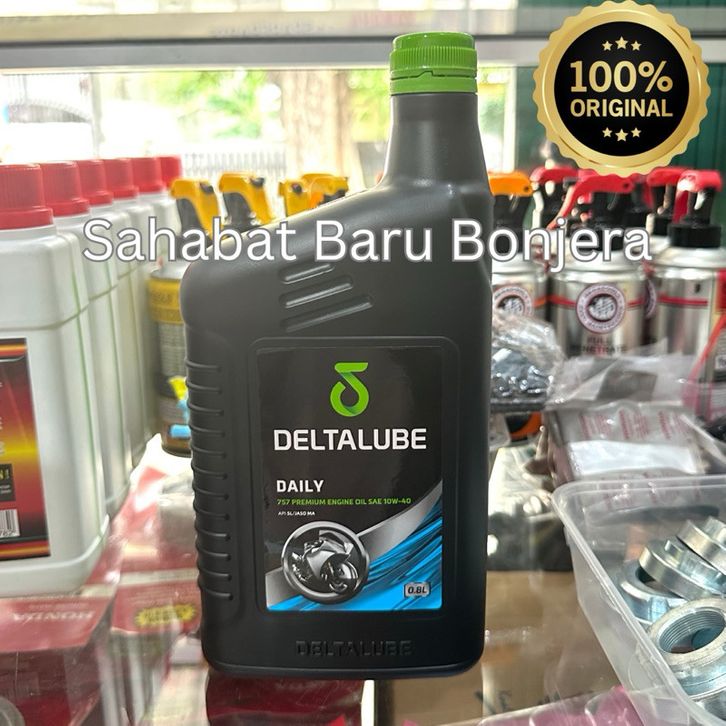 100%
ORIGINAL
Sahabat Baru Bonjera
DELTALUBE
DAILY
757 PREMIUM ENGINE OIL SAE 10W-40
API SL/JASO MA
0.8L
DELTALUBE
HONDA